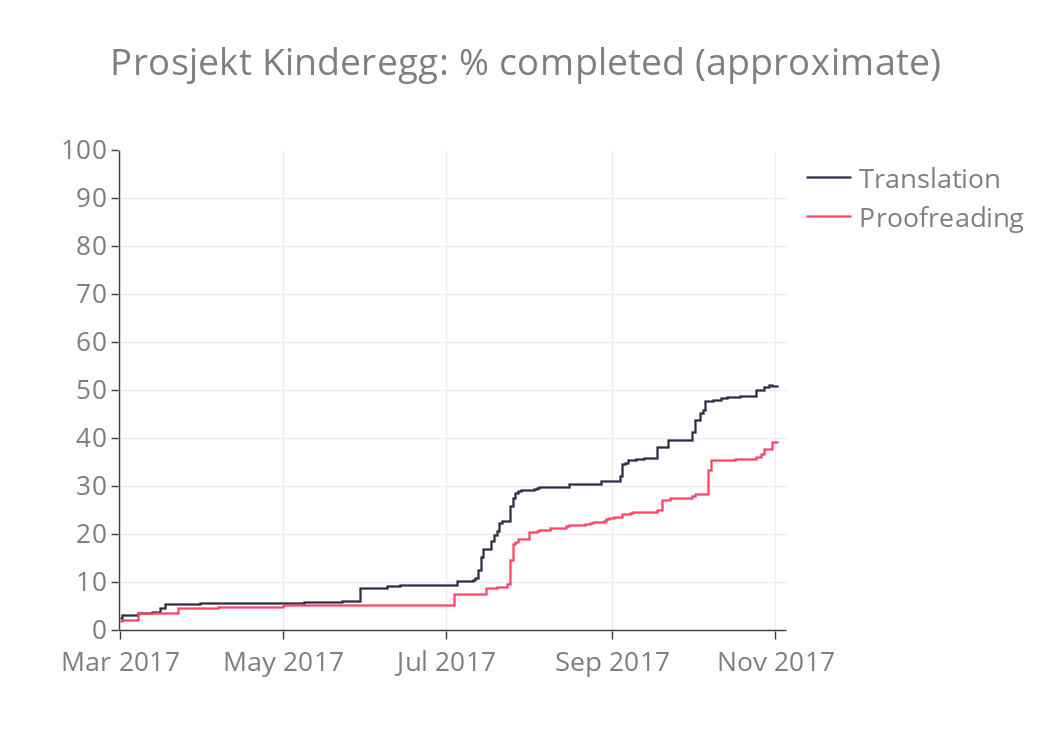 Prosjekt Kinderegg: % completed (approximate)
100
90
80
70
60
50
40
30
20
10
0
Mar 2017 May 2017 Jul 2017 Sep 2017 Nov 2017
Translation
Proofreading